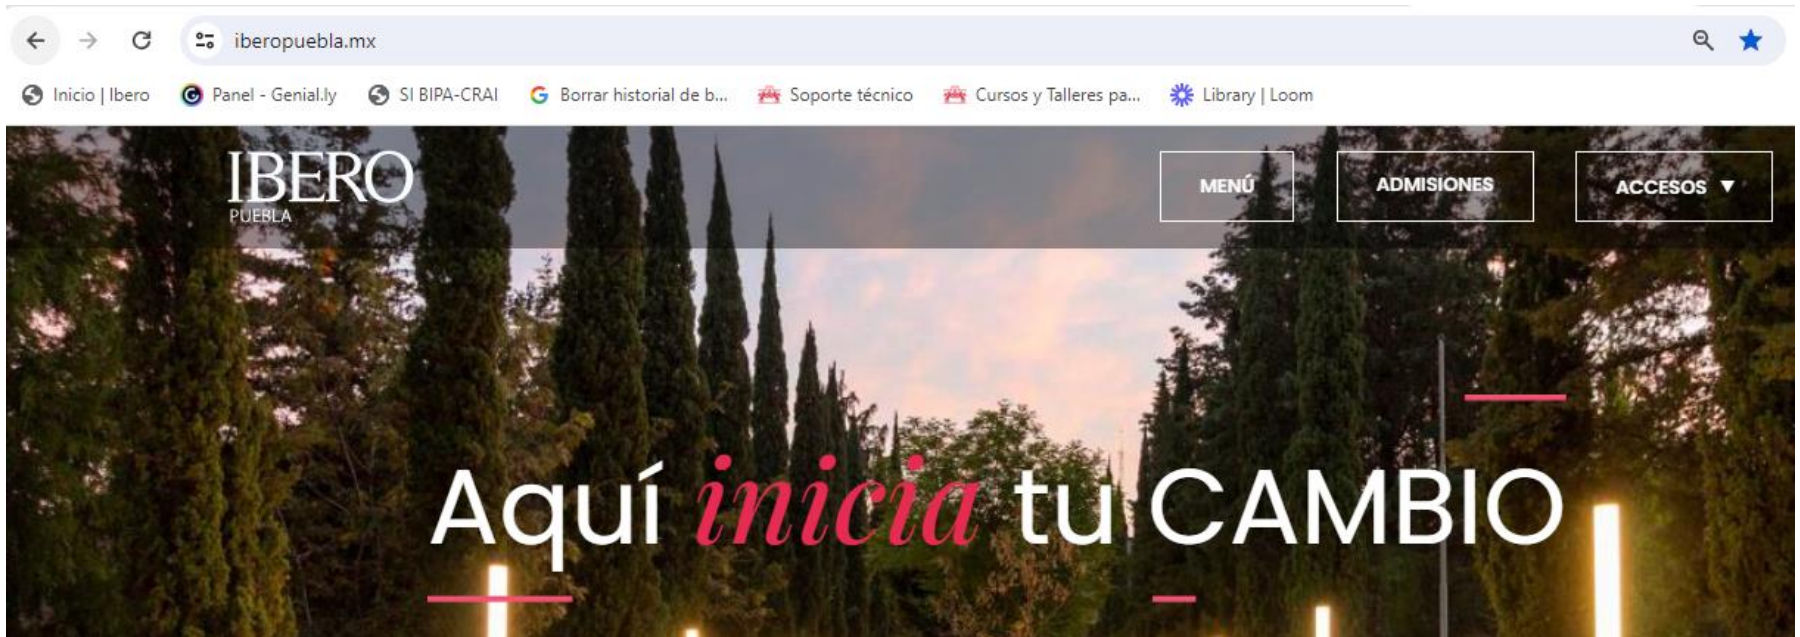 iberopuebla.mx
Inicio | Ibero Panel - Genial.ly SI BIPA-CRAI Borrar historial de b... Soporte técnico Cursos y Talleres pa... Library | Loom
IBERO
PUEBLA
MENÚ ADMISIONES ACCESOS ▼
Aquí inicia tu CAMBIO